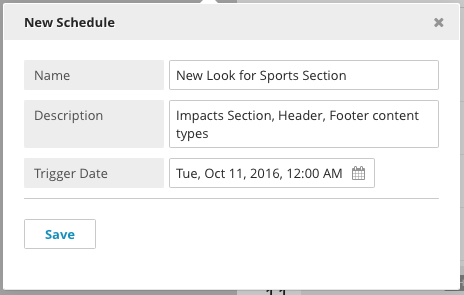 New Schedule
Name
New Look for Sports Section
Description
Impacts Section, Header, Footer content
types
Trigger Date
Tue, Oct 11, 2016, 12:00 AM
Save